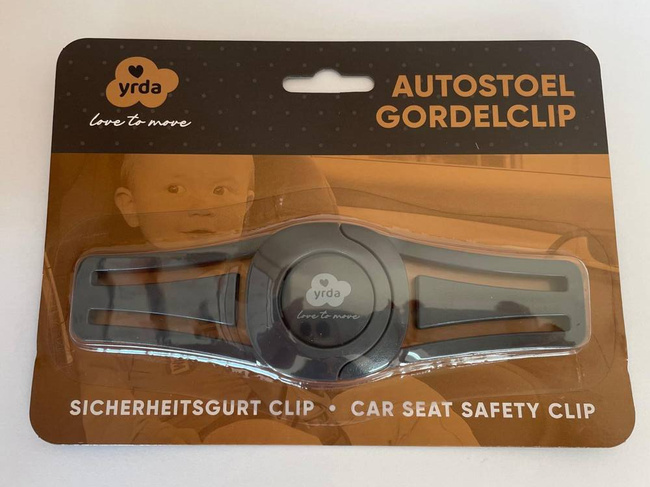 yrda
love to move
AUTOSTOEL
GORDELCLIP
yrda
love to move
SICHERHEITSGURT CLIP • CAR SEAT SAFETY CLIP